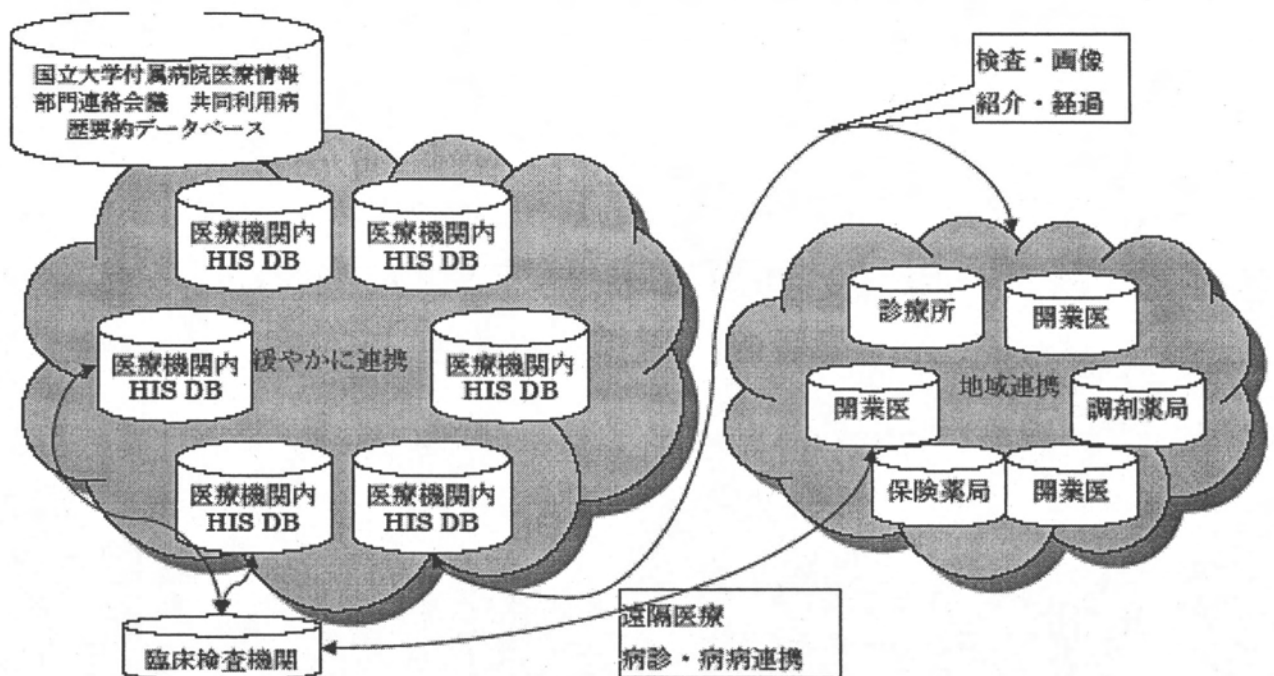 国立大学付属病院医療情報
部門連絡会議 共同利用病
歴要約データベース
検査・画像
紹介・経過
医療機関内
HIS DB
医療機関内
HIS DB
医療機関内
HIS DB
緩やかに連携
医療機関内
HIS DB
医療機関内
HIS DB
医療機関内
HIS DB
臨床検査機関
診療所
開業医
開業医
地域連携
調剤薬局
保険薬局
開業医
遠隔医療
病診・病病連携